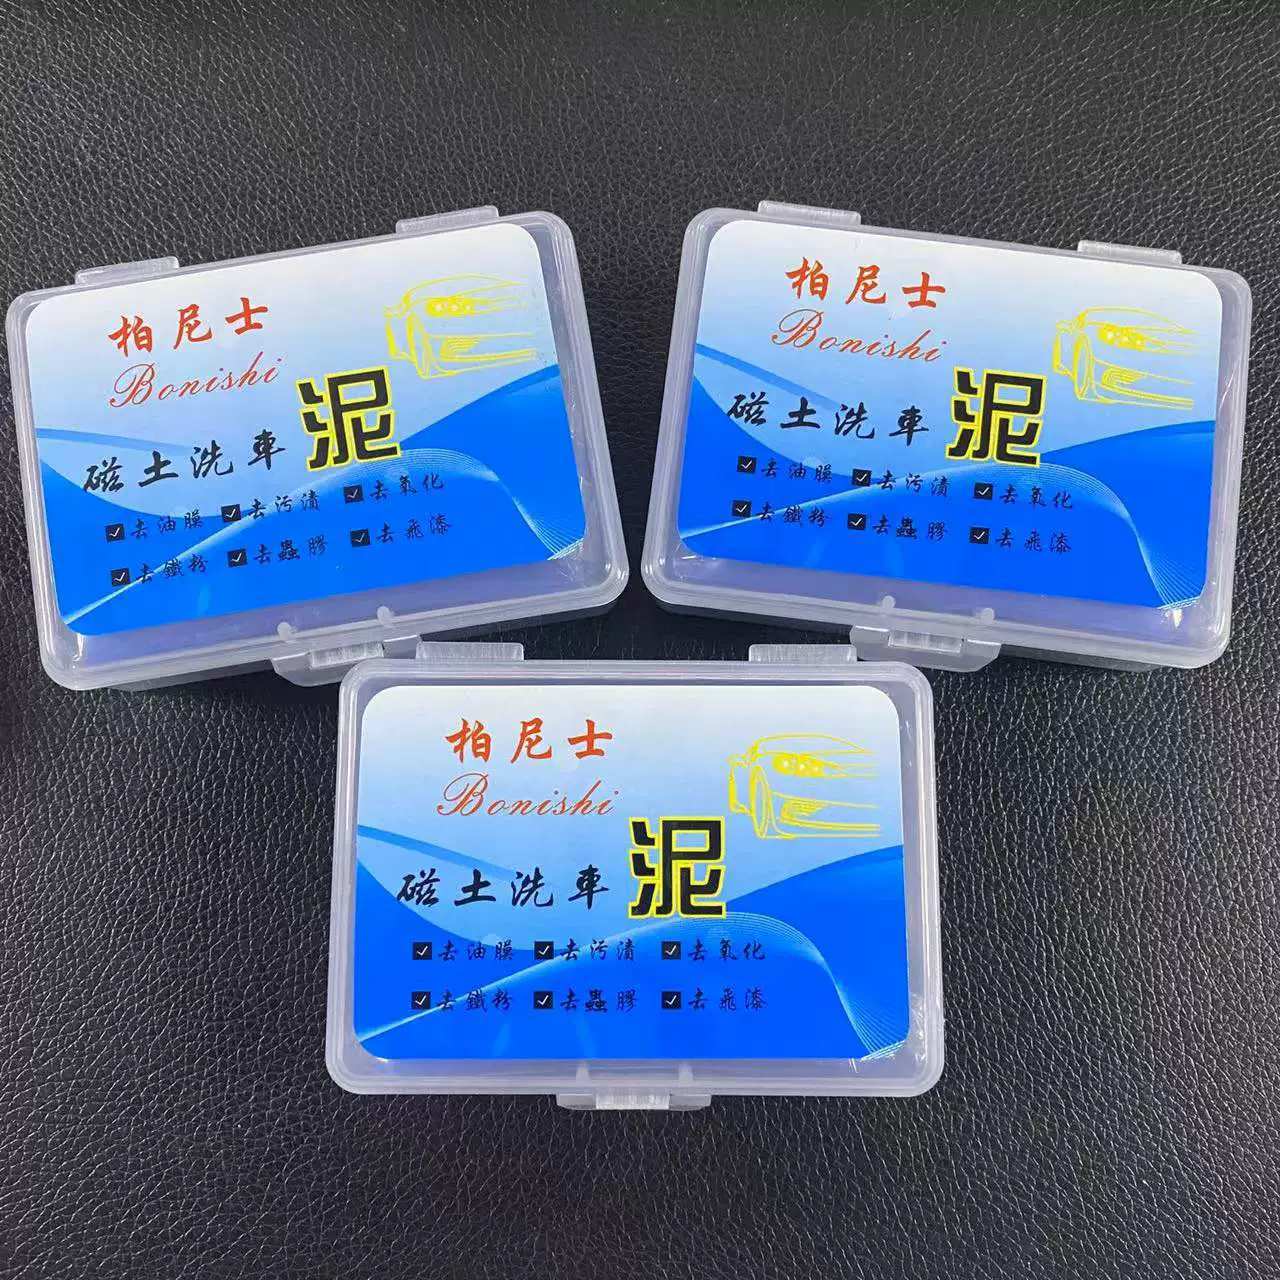 柏尼士
Bonishi
磁土洗車泥
去油膜 去污漬 去氧化
去鐵粉 去蟲膠 去飛漆
柏尼士
Bonishi
磁土洗車泥
去油膜 去污漬 去氧化
去鐵粉 去蟲膠 去飛漆
柏尼士
Bonishi
磁土洗車泥
去油膜 去污漬 去氧化
去鐵粉 去蟲膠 去飛漆